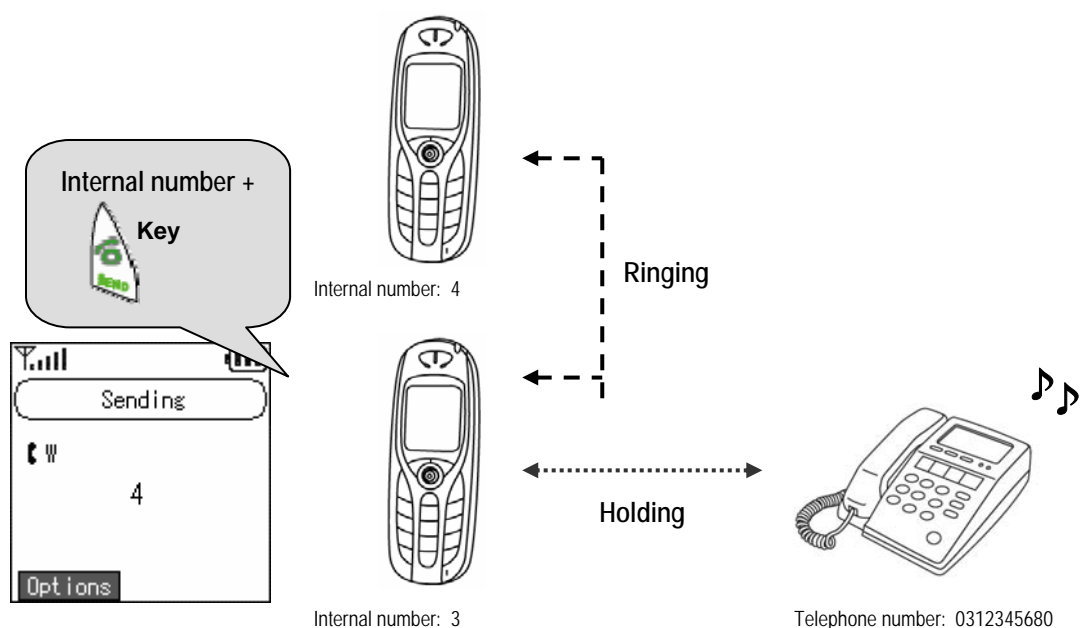 Internal number +
Key
SEND
Sending
4
Options
Internal number: 4
Ringing
Holding
Internal number: 3
Telephone number: 0312345680